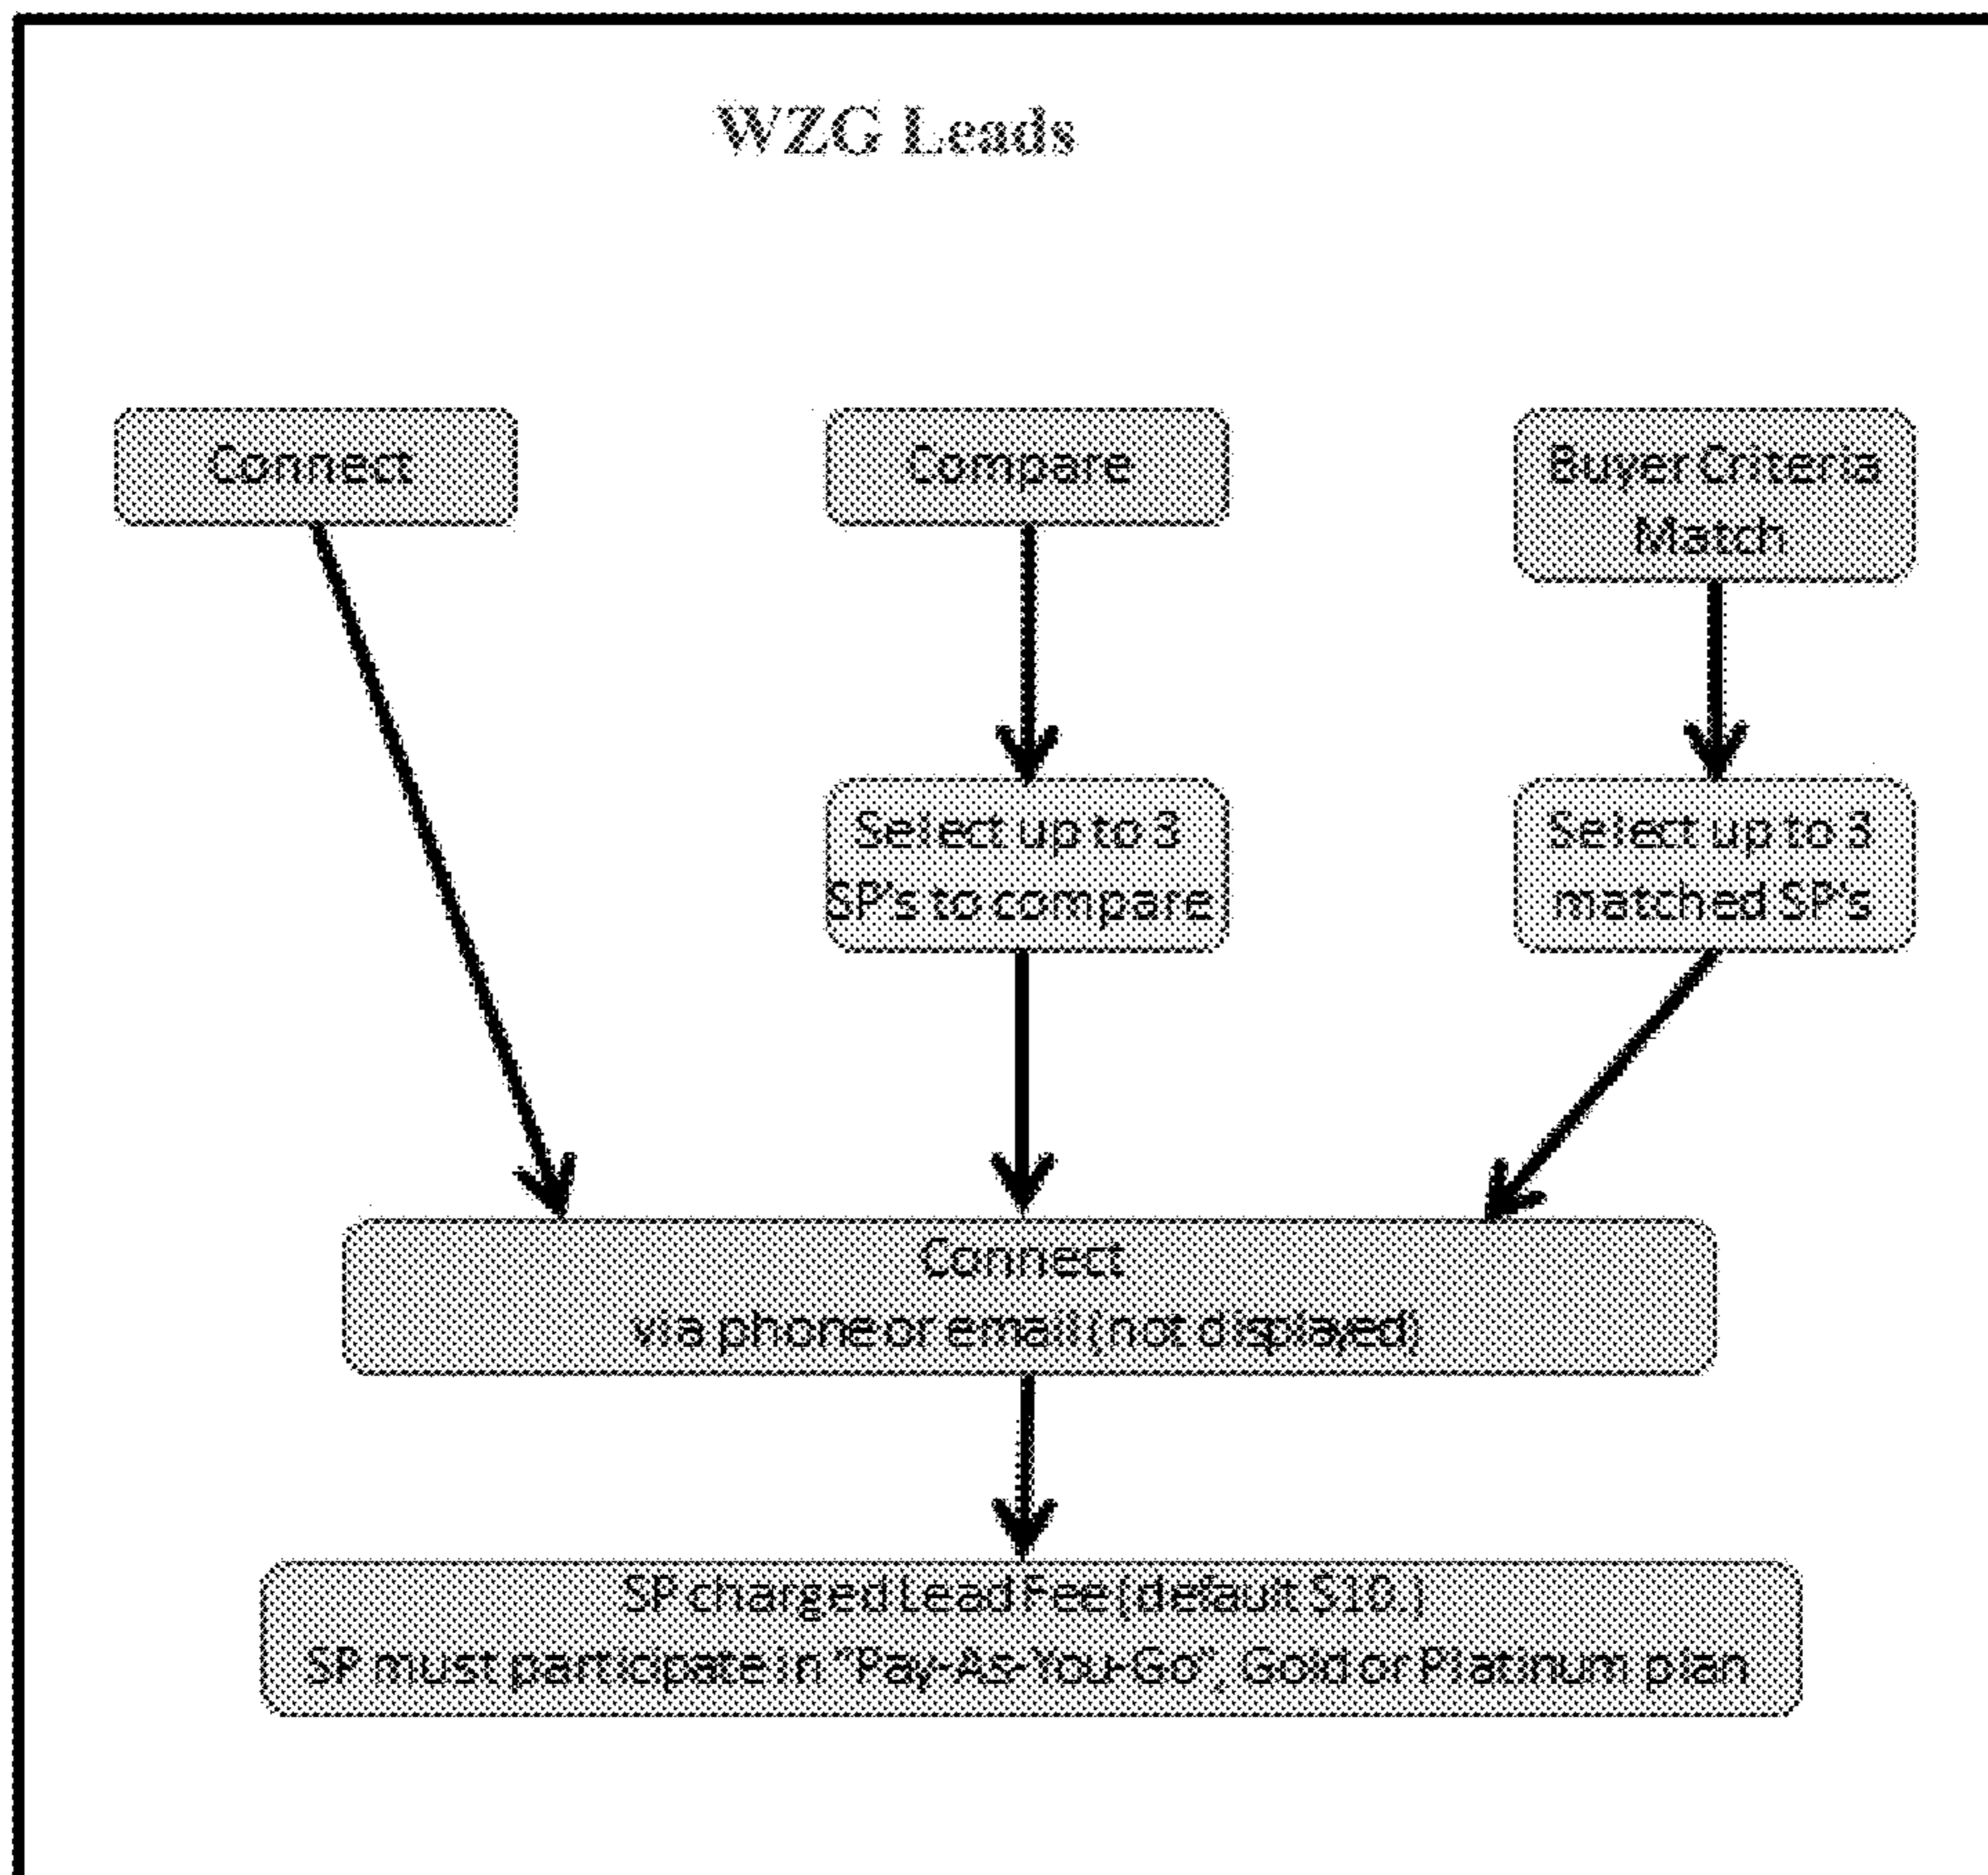 WZG Leads
Connect
Compare
Buyer Criteria
Match
Select up to 3
SP's to compare
Select up to 3
matched SP's
Connect
via phone or email (not displayed)
SP charged Lead Fee (default $10.)
SP must participate in "Pay-As-You-Go", Gold or Platinum plan